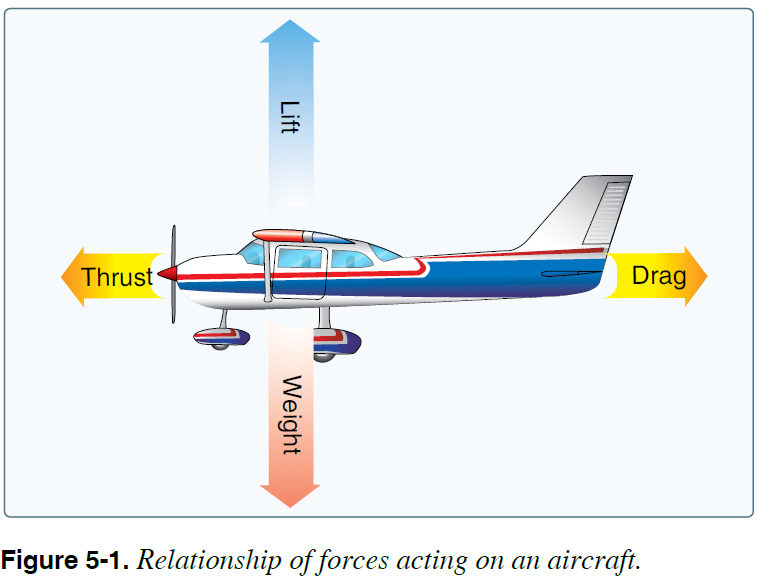 Lift
Thrust
Drag
Weight
Figure 5-1. Relationship of forces acting on an aircraft.